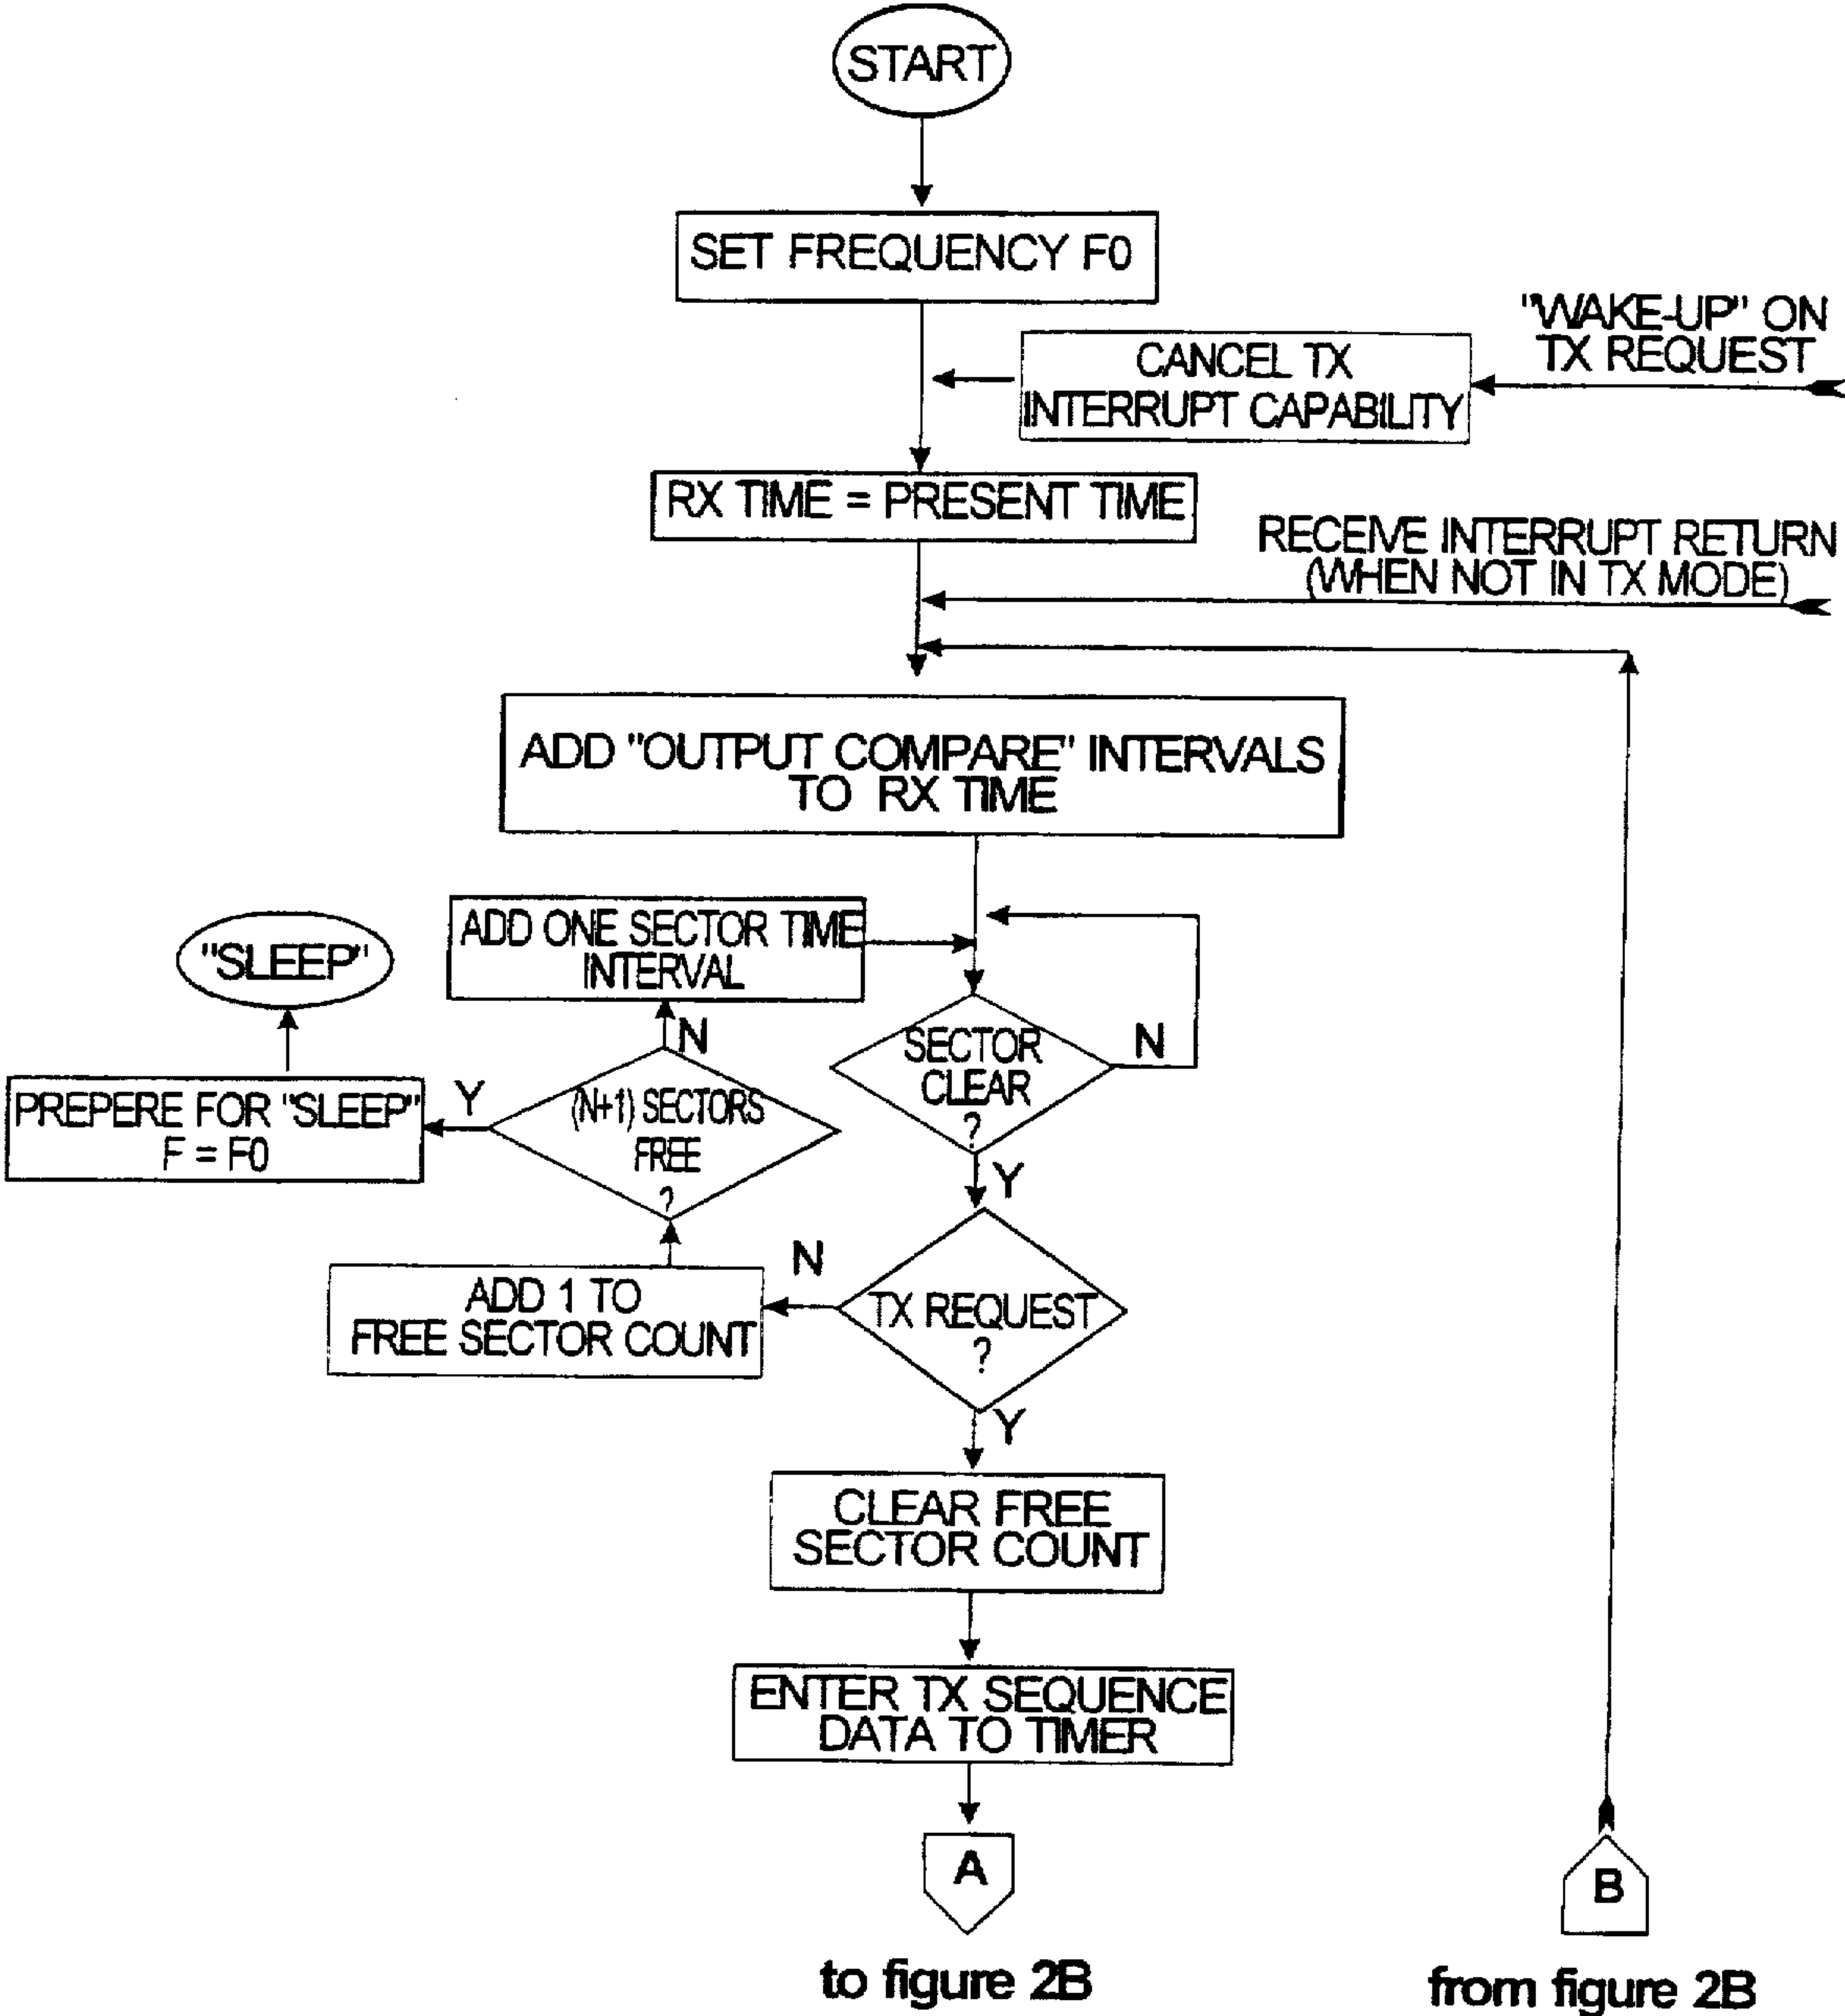 START
SET FREQUENCY F0
"WAKE-UP" ON
TX REQUEST
CANCEL TX
INTERRUPT CAPABILITY
RX TIME = PRESENT TIME
RECEIVE INTERRUPT RETURN
(WHEN NOT IN TX MODE)
ADD "OUTPUT COMPARE" INTERVALS
TO RX TIME
ADD ONE SECTOR TIME
INTERVAL
"SLEEP"
N
SECTOR
CLEAR
?
N
PREPERE FOR "SLEEP"
F = F0
Y
(N+1) SECTORS
FREE
?
Y
N
ADD 1 TO
FREE SECTOR COUNT
TX REQUEST
?
Y
CLEAR FREE
SECTOR COUNT
ENTER TX SEQUENCE
DATA TO TIMER
A
B
to figure 2B
from figure 2B